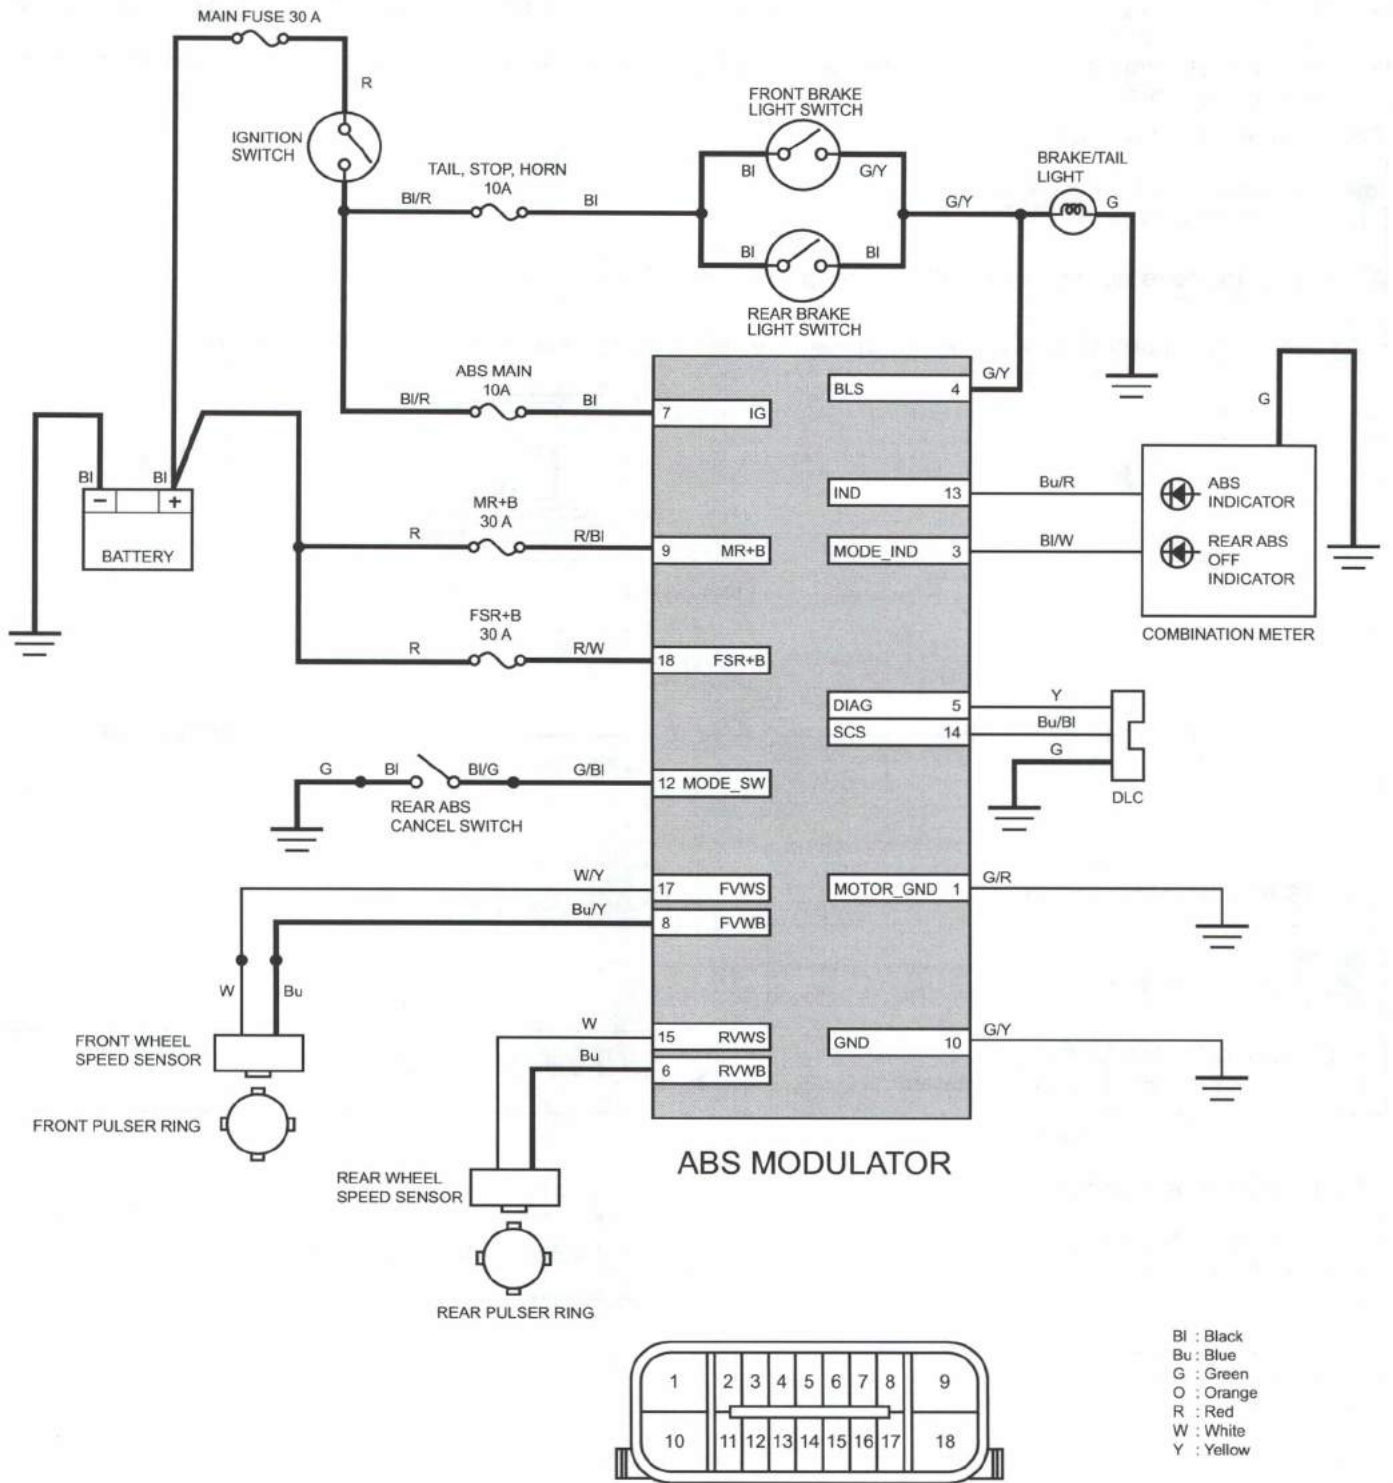 MAIN FUSE 30 A
R
IGNITION
SWITCH
FRONT BRAKE
LIGHT SWITCH
Bl
G/Y
TAIL, STOP, HORN
10A
Bl/R
Bl
BRAKE/TAIL
LIGHT
G/Y
G
Bl
Bl
REAR BRAKE
LIGHT SWITCH
ABS MAIN
10A
Bl/R
Bl
7 IG
BLS 4
G/Y
G
Bl
Bl
- +
BATTERY
MR+B
30 A
R
R/Bl
9 MR+B
IND 13
Bu/R
ABS
INDICATOR
MODE_IND 3
Bl/W
REAR ABS
OFF
INDICATOR
COMBINATION METER
FSR+B
30 A
R
R/W
18 FSR+B
DIAG 5
Y
SCS 14
Bu/Bl
G
DLC
G
Bl
Bl/G
G/Bl
12 MODE_SW
REAR ABS
CANCEL SWITCH
W/Y
17 FVWS
Bu/Y
8 FVWB
MOTOR_GND 1
G/R
W
Bu
FRONT WHEEL
SPEED SENSOR
FRONT PULSER RING
W
15 RVWS
Bu
6 RVWB
GND 10
G/Y
ABS MODULATOR
REAR WHEEL
SPEED SENSOR
REAR PULSER RING
1 2 3 4 5 6 7 8 9
10 11 12 13 14 15 16 17 18
Bl : Black
Bu : Blue
G : Green
O : Orange
R : Red
W : White
Y : Yellow